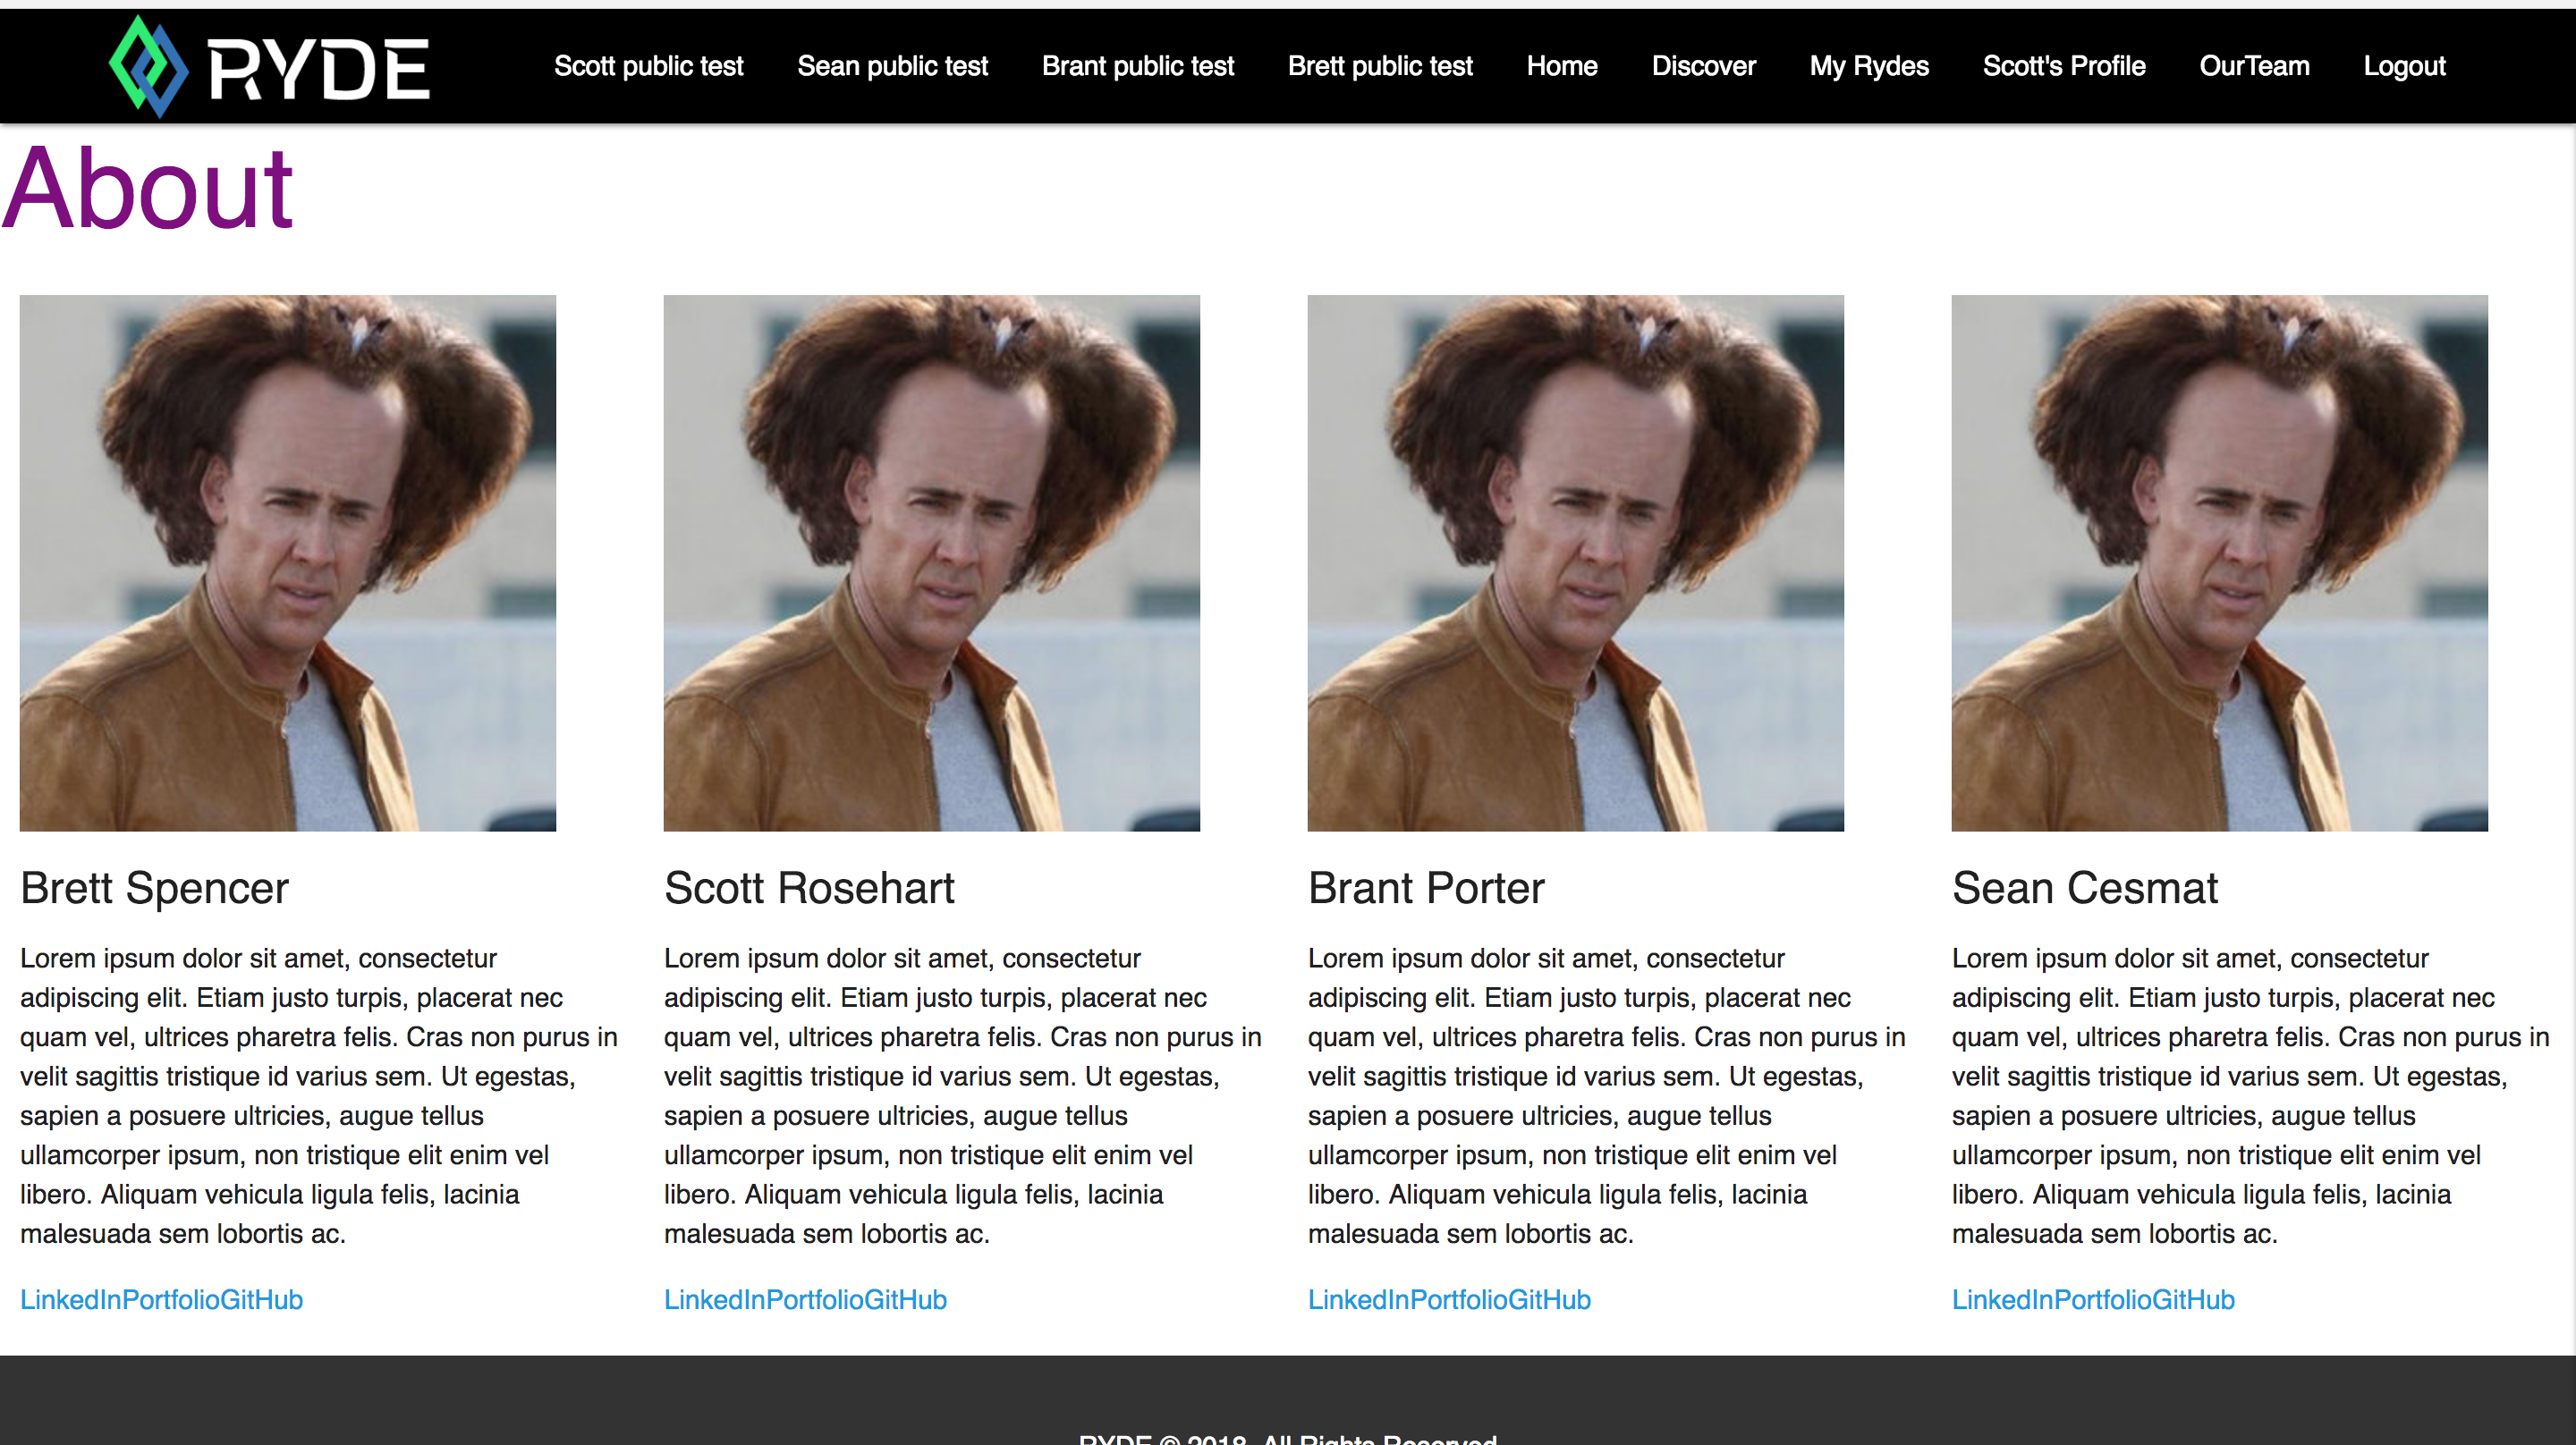 RYDE Scott public test Sean public test Brant public test Brett public test Home Discover My Rydes Scott's Profile OurTeam Logout
About
Brett Spencer
Lorem ipsum dolor sit amet, consectetur
adipiscing elit. Etiam justo turpis, placerat nec
quam vel, ultrices pharetra felis. Cras non purus in
velit sagittis tristique id varius sem. Ut egestas,
sapien a posuere ultricies, augue tellus
ullamcorper ipsum, non tristique elit enim vel
libero. Aliquam vehicula ligula felis, lacinia
malesuada sem lobortis ac.
LinkedInPortfolioGitHub
Scott Rosehart
Lorem ipsum dolor sit amet, consectetur
adipiscing elit. Etiam justo turpis, placerat nec
quam vel, ultrices pharetra felis. Cras non purus in
velit sagittis tristique id varius sem. Ut egestas,
sapien a posuere ultricies, augue tellus
ullamcorper ipsum, non tristique elit enim vel
libero. Aliquam vehicula ligula felis, lacinia
malesuada sem lobortis ac.
LinkedInPortfolioGitHub
Brant Porter
Lorem ipsum dolor sit amet, consectetur
adipiscing elit. Etiam justo turpis, placerat nec
quam vel, ultrices pharetra felis. Cras non purus in
velit sagittis tristique id varius sem. Ut egestas,
sapien a posuere ultricies, augue tellus
ullamcorper ipsum, non tristique elit enim vel
libero. Aliquam vehicula ligula felis, lacinia
malesuada sem lobortis ac.
LinkedInPortfolioGitHub
Sean Cesmat
Lorem ipsum dolor sit amet, consectetur
adipiscing elit. Etiam justo turpis, placerat nec
quam vel, ultrices pharetra felis. Cras non purus in
velit sagittis tristique id varius sem. Ut egestas,
sapien a posuere ultricies, augue tellus
ullamcorper ipsum, non tristique elit enim vel
libero. Aliquam vehicula ligula felis, lacinia
malesuada sem lobortis ac.
LinkedInPortfolioGitHub
RYDE © 2018 All Rights Reserved